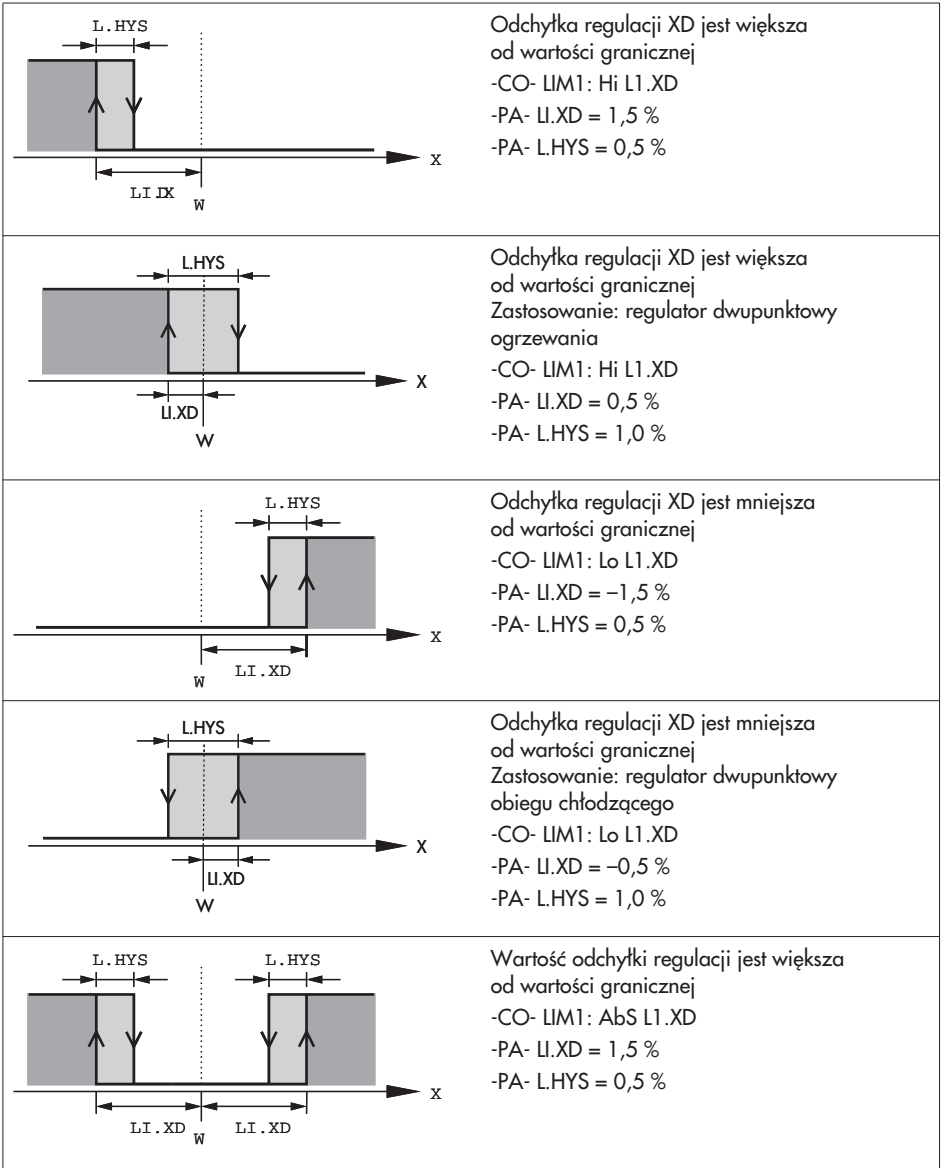 L.HYS
X
LI.IX
W
Odchyłka regulacji XD jest większa
od wartości granicznej
-CO- LIM1: Hi L1.XD
-PA- LI.XD = 1,5 %
-PA- L.HYS = 0,5 %
L.HYS
X
LI.XD
W
Odchyłka regulacji XD jest większa
od wartości granicznej
Zastosowanie: regulator dwupunktowy
ogrzewania
-CO- LIM1: Hi L1.XD
-PA- LI.XD = 0,5 %
-PA- L.HYS = 1,0 %
L.HYS
X
LI.XD
W
Odchyłka regulacji XD jest mniejsza
od wartości granicznej
-CO- LIM1: Lo L1.XD
-PA- LI.XD = –1,5 %
-PA- L.HYS = 0,5 %
L.HYS
X
LI.XD
W
Odchyłka regulacji XD jest mniejsza
od wartości granicznej
Zastosowanie: regulator dwupunktowy
obiegu chłodzącego
-CO- LIM1: Lo L1.XD
-PA- LI.XD = –0,5 %
-PA- L.HYS = 1,0 %
L.HYS L.HYS
X
LI.XD W LI.XD
Wartość odchyłki regulacji jest większa
od wartości granicznej
-CO- LIM1: AbS L1.XD
-PA- LI.XD = 1,5 %
-PA- L.HYS = 0,5 %